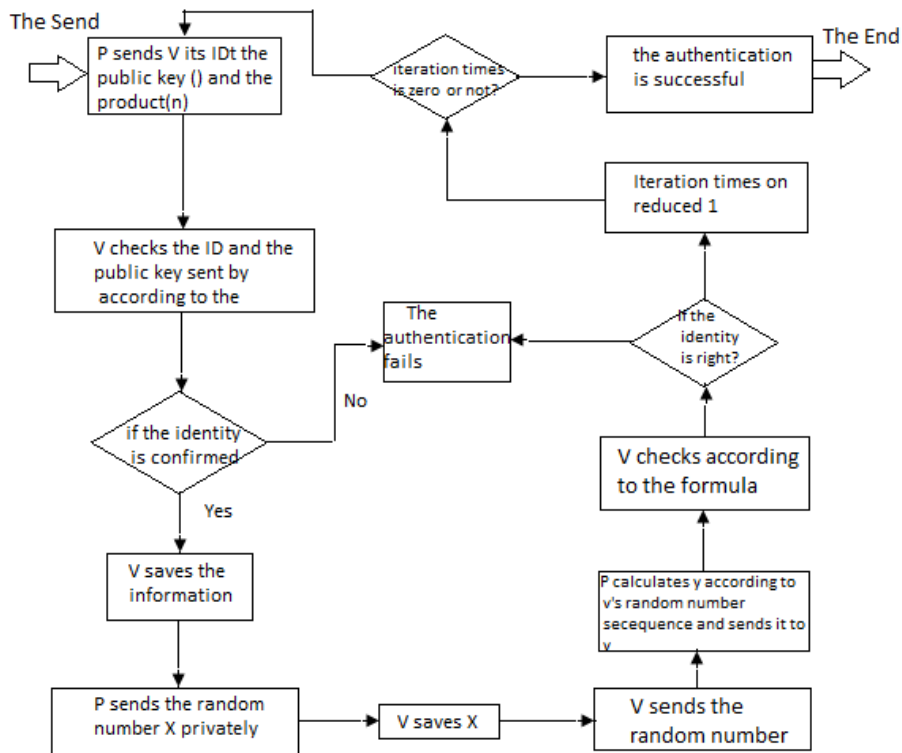 The Send
P sends V its IDt the
public key () and the
product(n)
iteration times
is zero or not?
the authentication
is successful
The End
Iteration times on
reduced 1
V checks the ID and the
public key sent by
according to the
The
authentication
fails
If the
identity
is right?
No
if the identity
is confirmed
V checks according
to the formula
Yes
V saves the
information
P calculates y according to
v's random number
secequence and sends it to
v
P sends the random
number X privately
V saves X
V sends the
random number